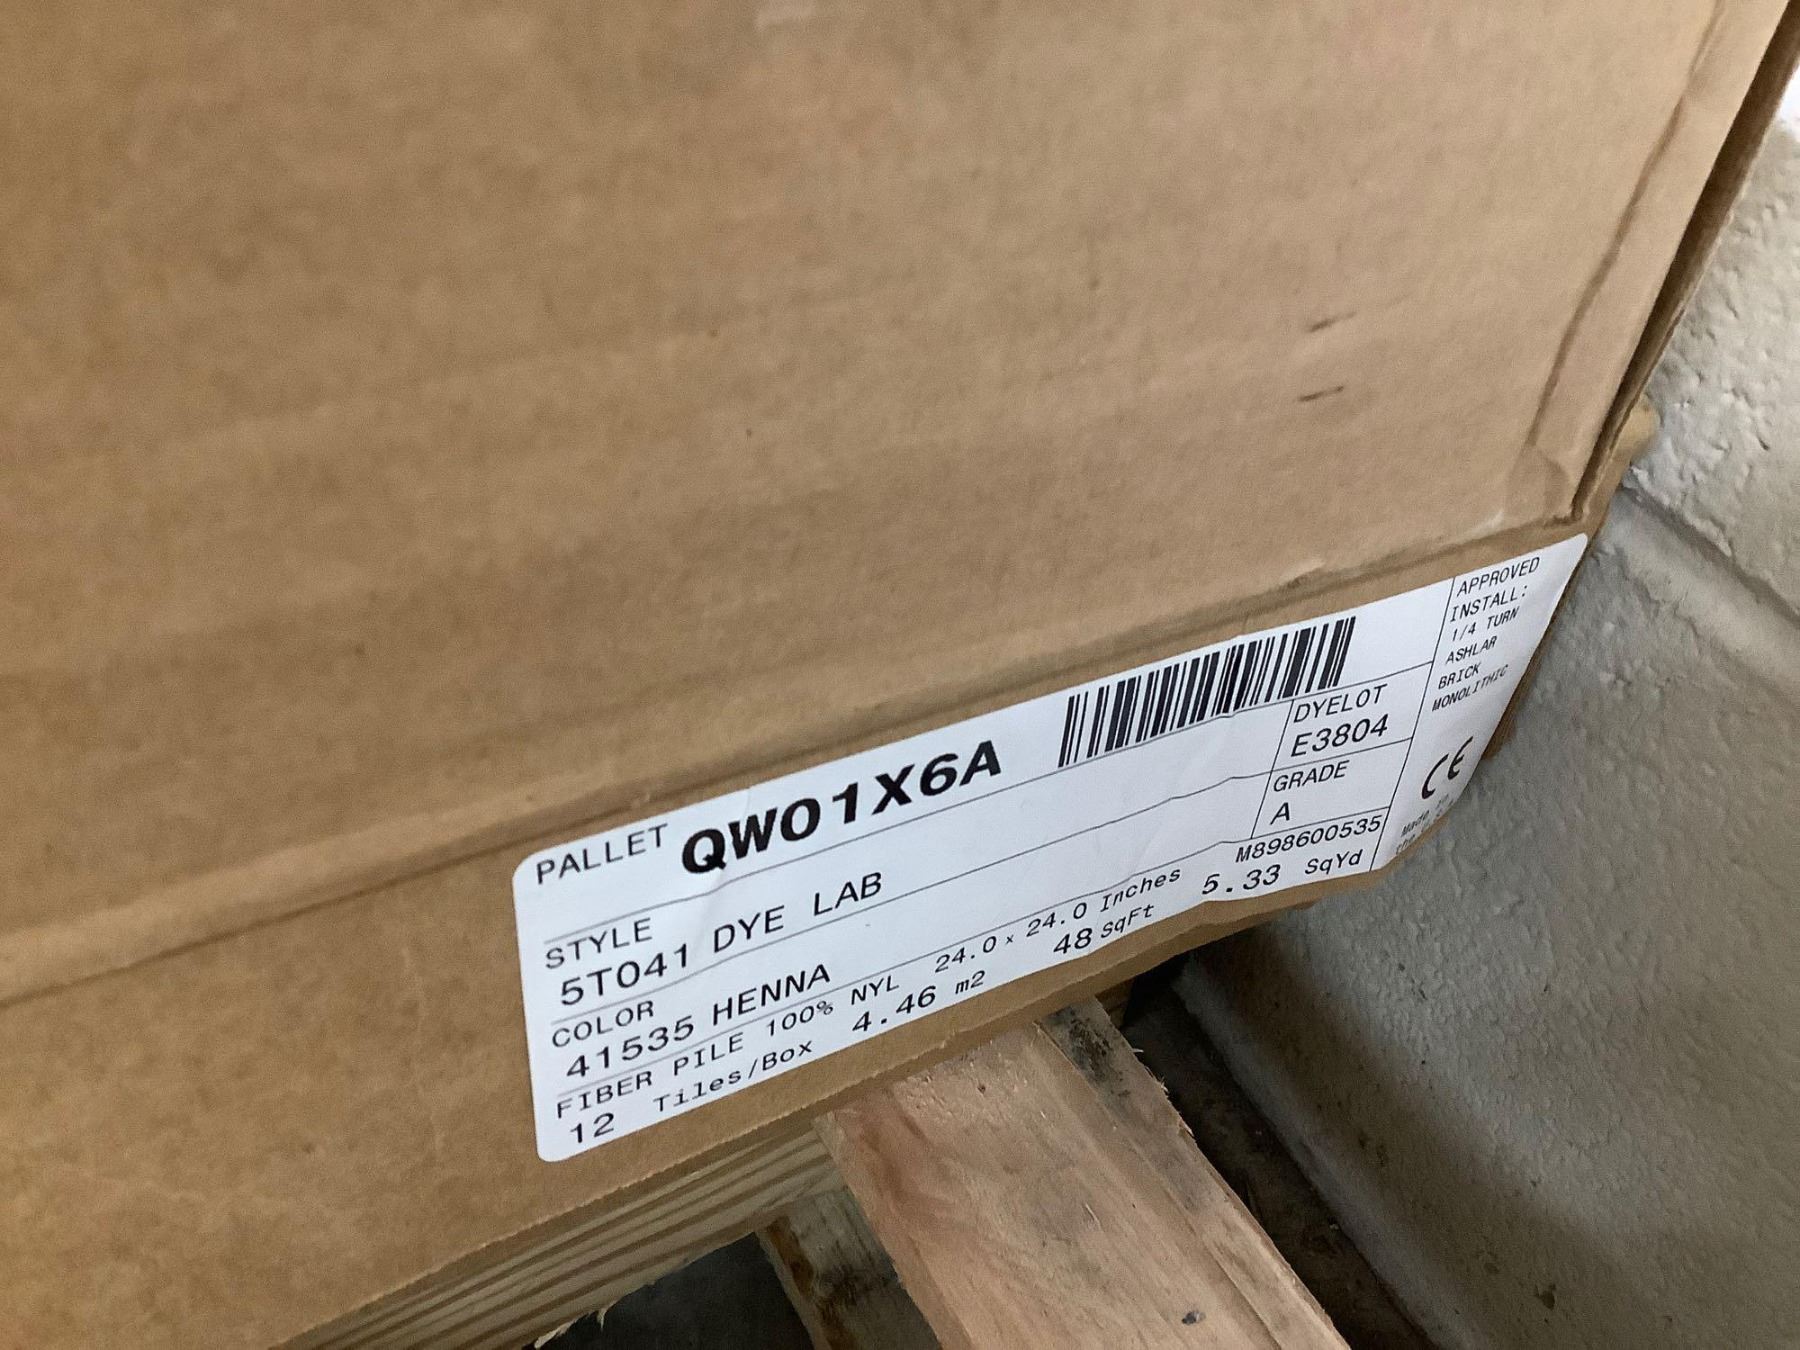 PALLET QW01X6A
STYLE
5T041 DYE LAB
COLOR
41535 HENNA
FIBER PILE 100% NYL 24.0 x 24.0 Inches
12 Tiles/Box 4.46 m2 48 SqFt 5.33 SqYd
DYELOT
E3804
GRADE
A
M898600535
APPROVED
INSTALL:
1/4 TURN
ASHLAR
BRICK
MONOLITHIC
CE
Made in